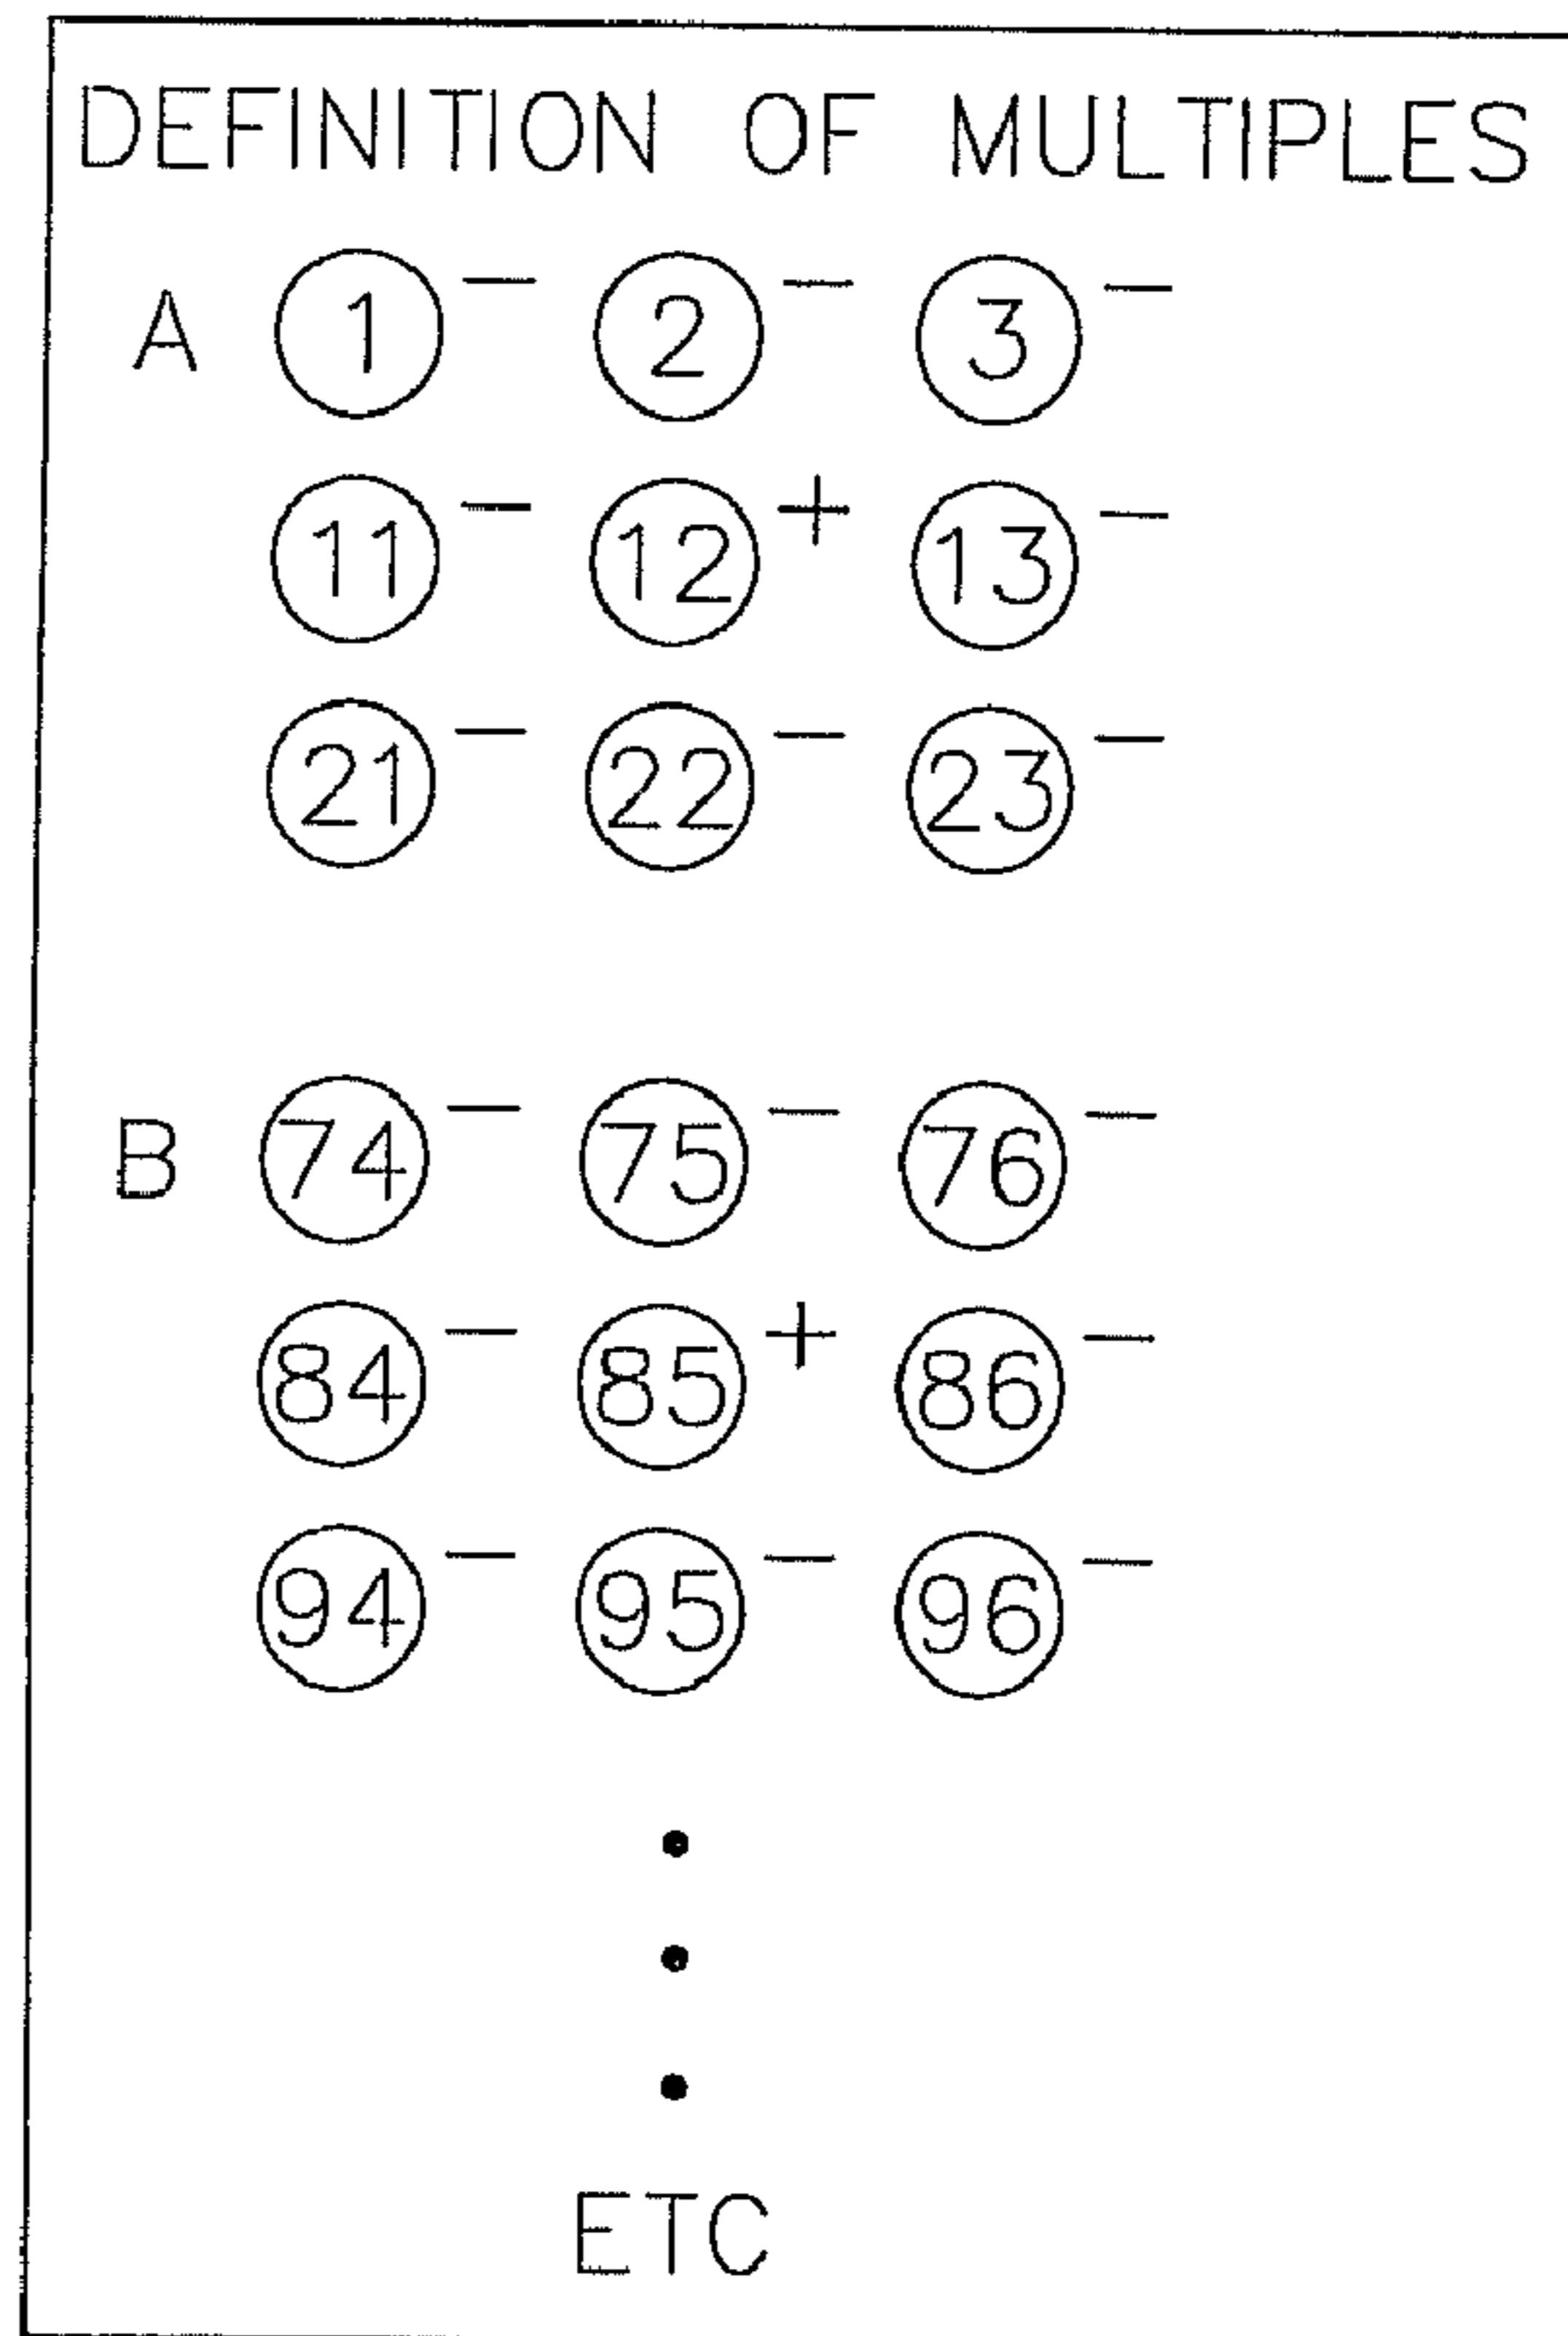 DEFINITION OF MULTIPLES
A 1 − 2 − 3 −
11 − 12 + 13 −
21 − 22 − 23 −
B 74 − 75 − 76 −
84 − 85 + 86 −
94 − 95 − 96 −
ETC